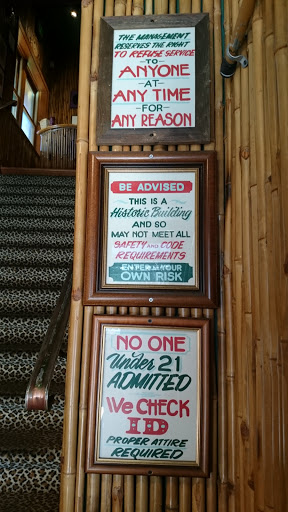 THE MANAGEMENT
RESERVES THE RIGHT
TO REFUSE SERVICE
TO
ANYONE
AT
ANY TIME
FOR
ANY REASON
BE ADVISED
THIS IS A
Historic Building
AND SO
MAY NOT MEET ALL
SAFETY AND CODE
REQUIREMENTS
ENTER AT YOUR
OWN RISK
NO ONE
Under 21
ADMITTED
We CHECK
ID
PROPER ATTIRE
REQUIRED